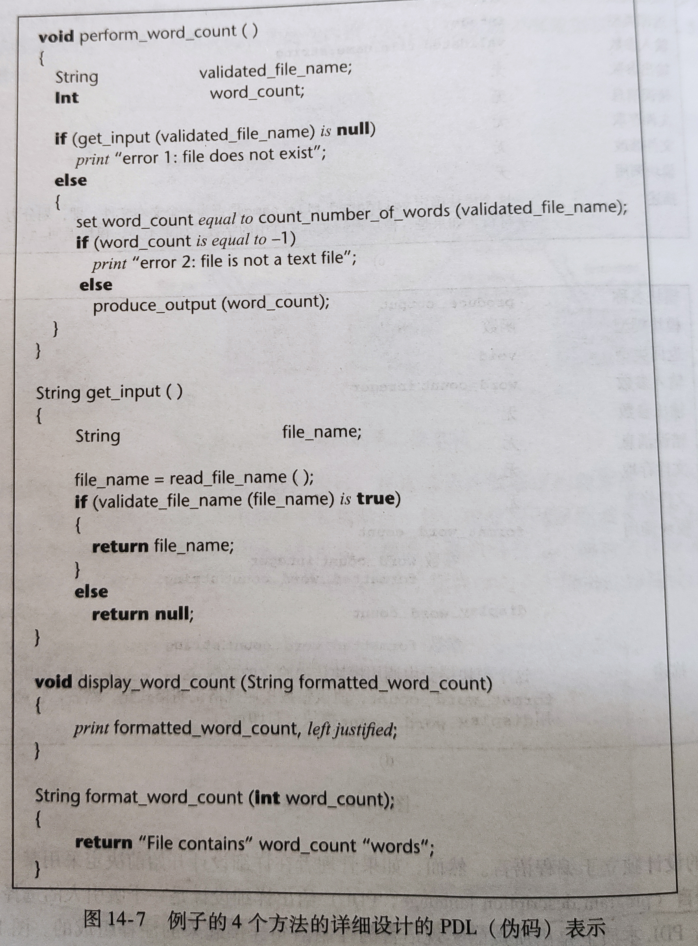 void perform_word_count ( )
{
String validated_file_name;
Int word_count;
if (get_input (validated_file_name) is null)
print “error 1: file does not exist”;
else
{
set word_count equal to count_number_of_words (validated_file_name);
if (word_count is equal to –1)
print “error 2: file is not a text file”;
else
produce_output (word_count);
}
}
String get_input ( )
{
String file_name;
file_name = read_file_name ( );
if (validate_file_name (file_name) is true)
{
return file_name;
}
else
return null;
}
void display_word_count (String formatted_word_count)
{
print formatted_word_count, left justified;
}
String format_word_count (Int word_count);
{
return “File contains” word_count “words”;
}
图 14-7 例子的 4 个方法的详细设计的 PDL（伪码）表示